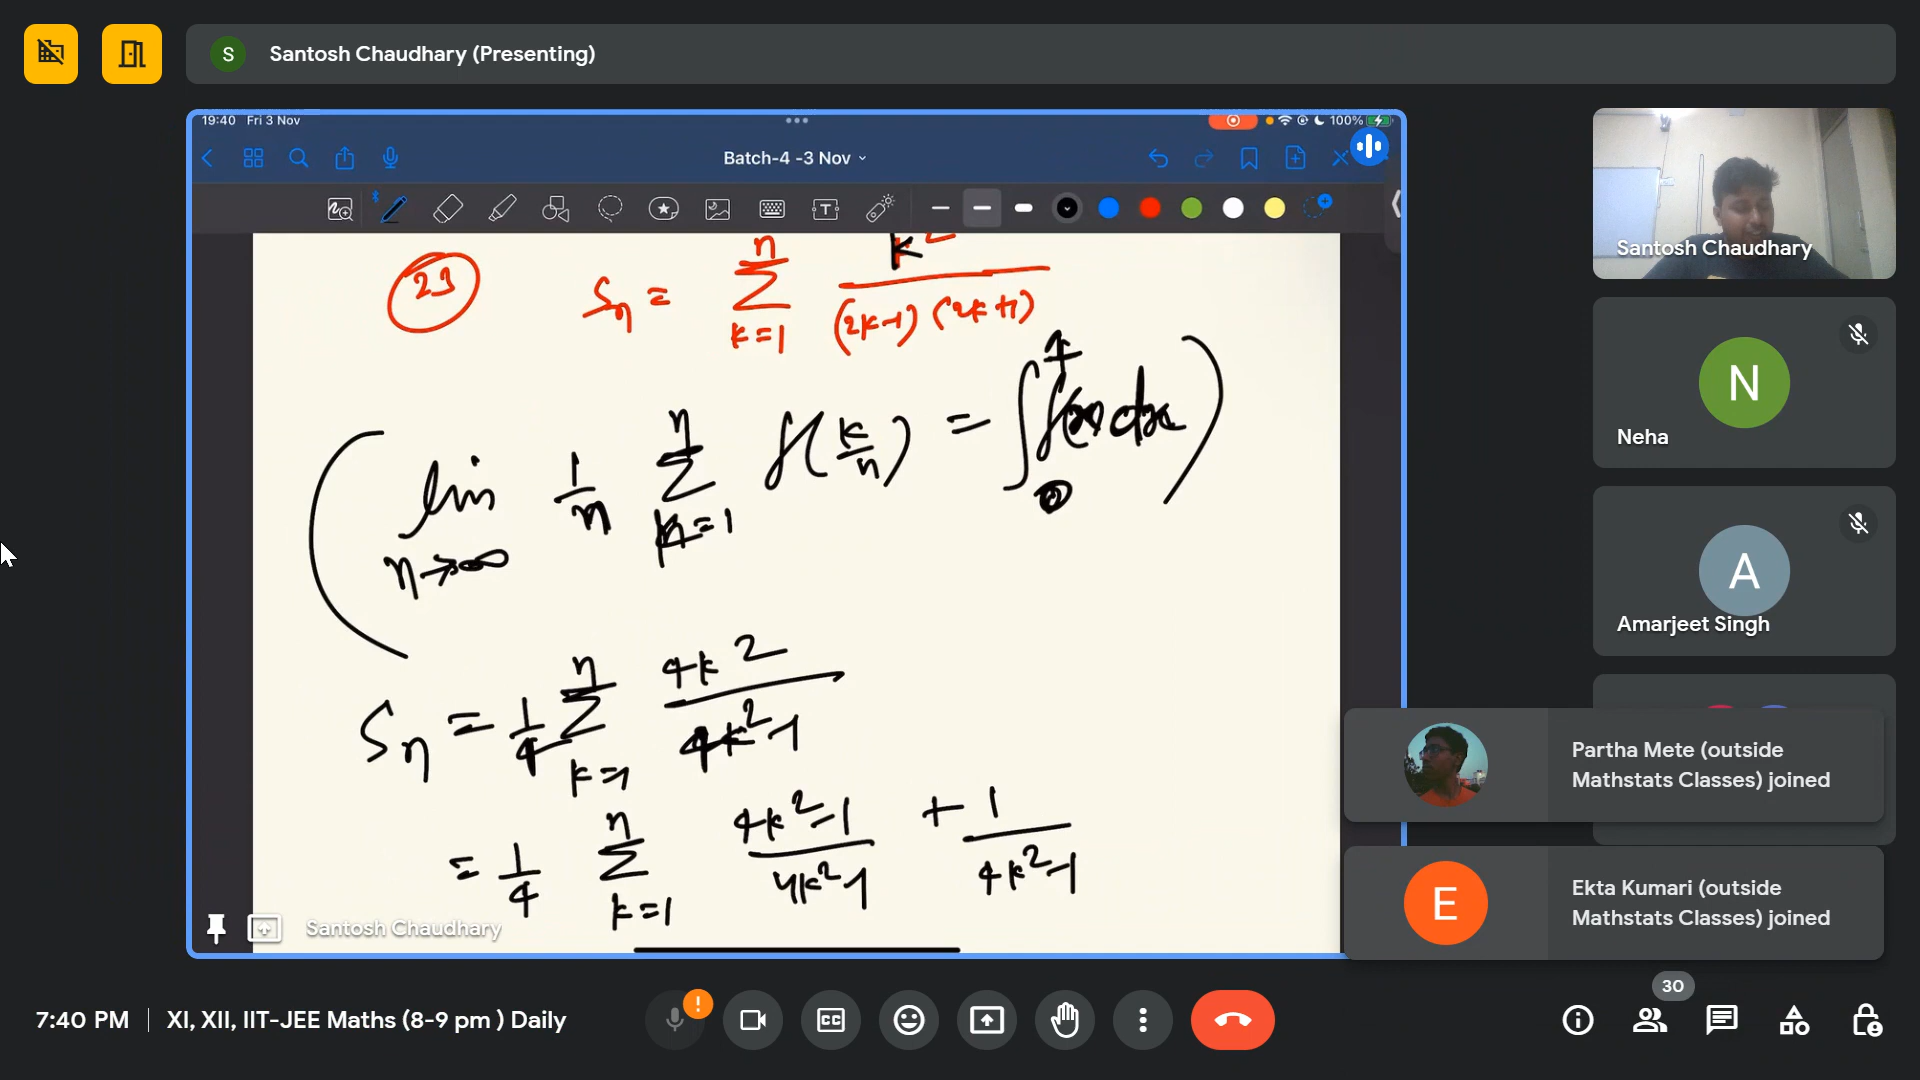 S Santosh Chaudhary (Presenting)
19:40 Fri 3 Nov
100%
Batch-4 -3 Nov
T
23 Sn = n Σ k=1 k² / (2k-1) (2k+1)
( lim n→∞ 1/n n Σ k=1 f(k/n) = ∫ 0 1 f(x) dx )
Sn = 1/4 n Σ k=1 4k² / 4k²-1
= 1/4 n Σ k=1 4k²-1 / 4k²-1 + 1 / 4k²-1
Santosh Chaudhary
Santosh Chaudhary
N
Neha
A
Amarjeet Singh
Partha Mete (outside
Mathstats Classes) joined
E
Ekta Kumari (outside
Mathstats Classes) joined
7:40 PM | XI, XII, IIT-JEE Maths (8-9 pm ) Daily
!
CC
30